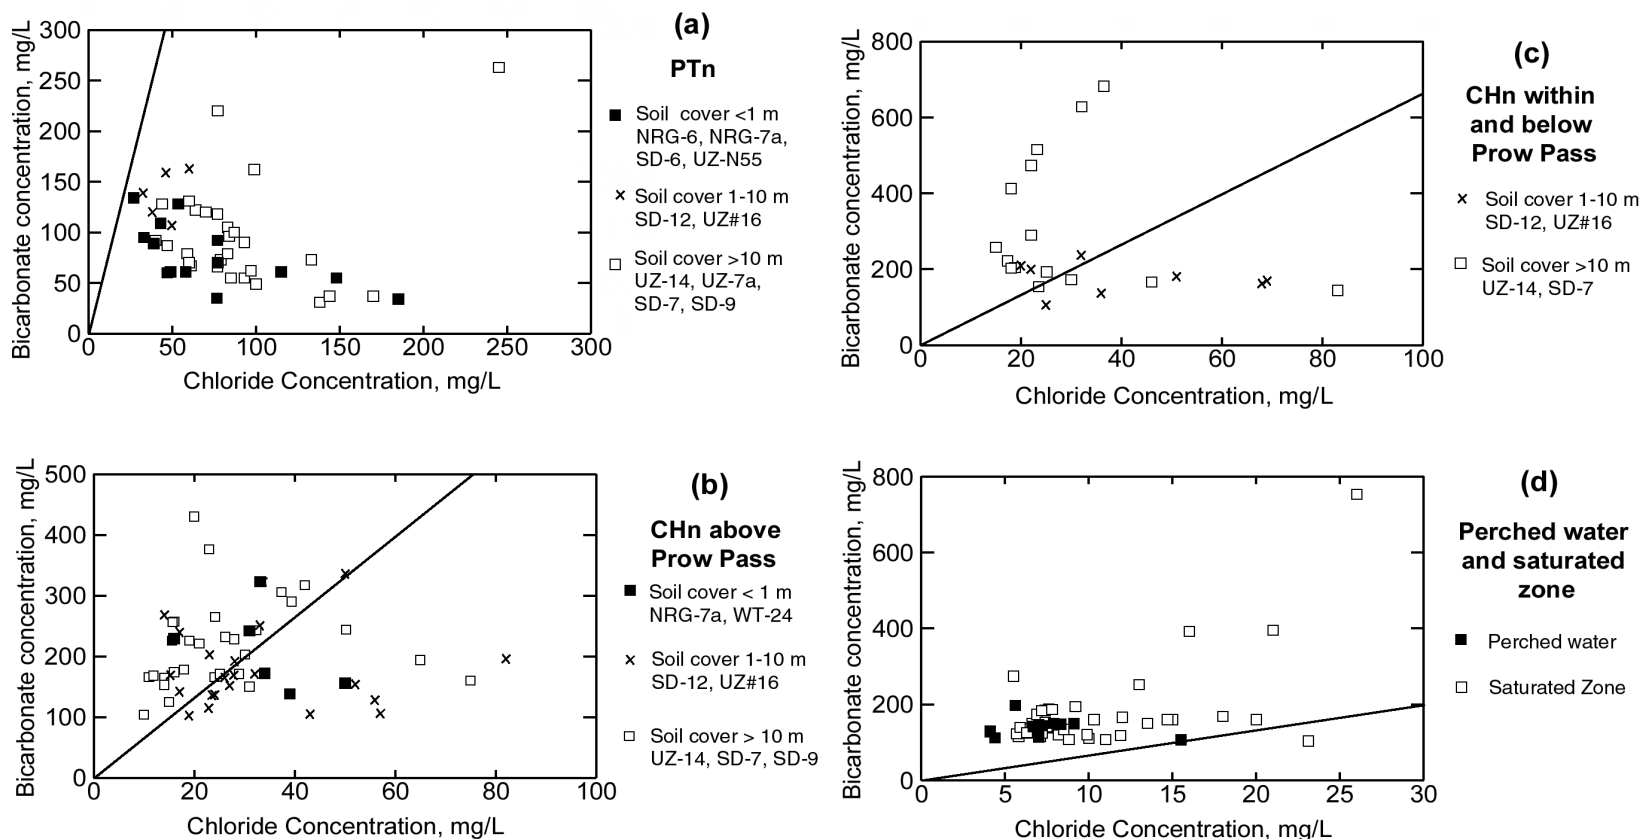 (a)
PTn
Bicarbonate concentration, mg/L
300
250
200
150
100
50
0
0 50 100 150 200 250 300
Chloride Concentration, mg/L
Soil cover <1 m
NRG-6, NRG-7a,
SD-6, UZ-N55
Soil cover 1-10 m
SD-12, UZ#16
Soil cover >10 m
UZ-14, UZ-7a,
SD-7, SD-9
(c)
CHn within
and below
Prow Pass
Bicarbonate concentration, mg/L
800
600
400
200
0
0 20 40 60 80 100
Chloride Concentration, mg/L
Soil cover 1-10 m
SD-12, UZ#16
Soil cover >10 m
UZ-14, SD-7
(b)
CHn above
Prow Pass
Bicarbonate concentration, mg/L
500
400
300
200
100
0
0 20 40 60 80 100
Chloride Concentration, mg/L
Soil cover < 1 m
NRG-7a, WT-24
Soil cover 1-10 m
SD-12, UZ#16
Soil cover > 10 m
UZ-14, SD-7, SD-9
(d)
Perched water
and saturated
zone
Bicarbonate concentration, mg/L
800
600
400
200
0
0 5 10 15 20 25 30
Chloride Concentration, mg/L
Perched water
Saturated Zone